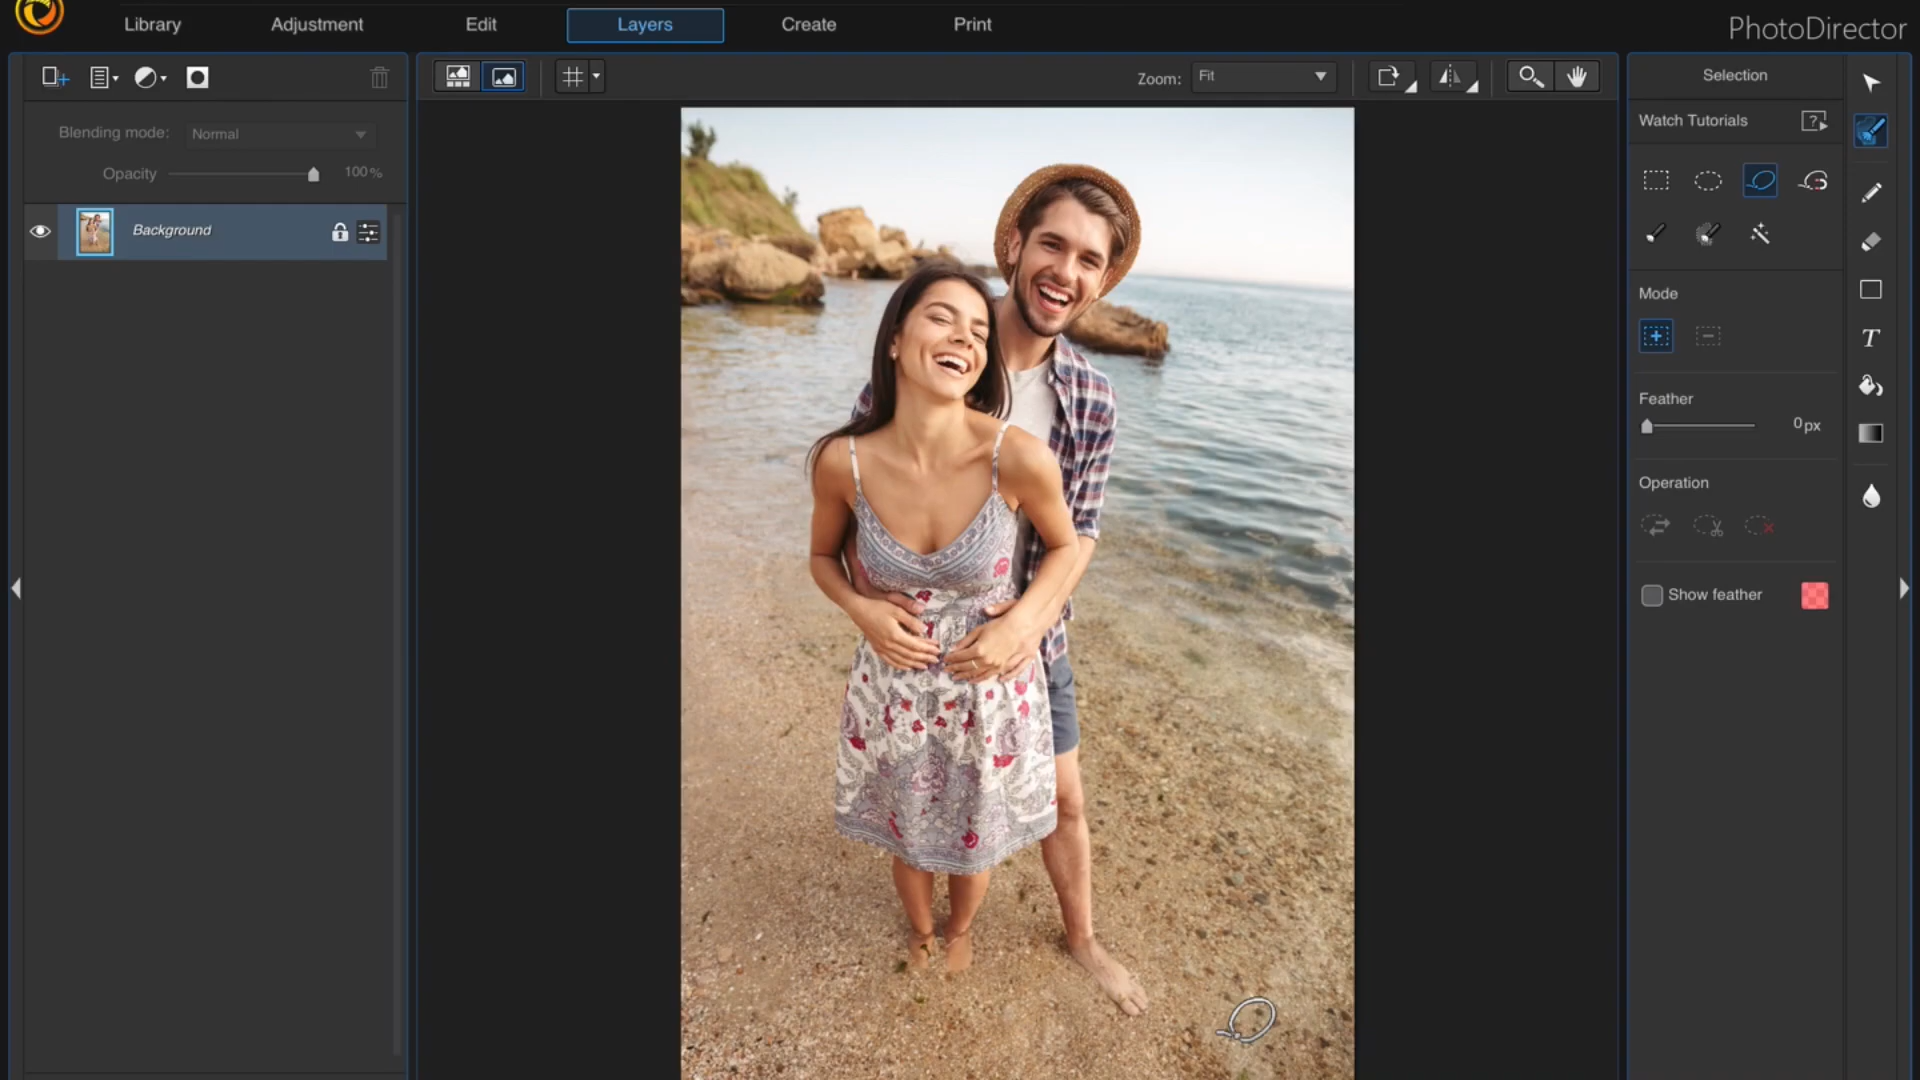 Library Adjustment Edit Layers Create Print
PhotoDirector
Zoom: Fit
Selection
Watch Tutorials
Blending mode: Normal
Opacity 100%
Background
Mode
Feather
0px
Operation
Show feather